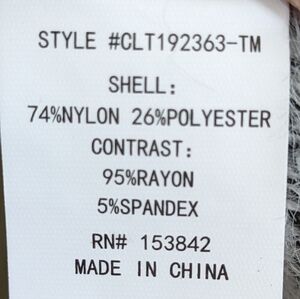 STYLE #CLT192363-TM
SHELL:
74%NYLON 26%POLYESTER
CONTRAST:
95%RAYON
5%SPANDEX
RN# 153842
MADE IN CHINA